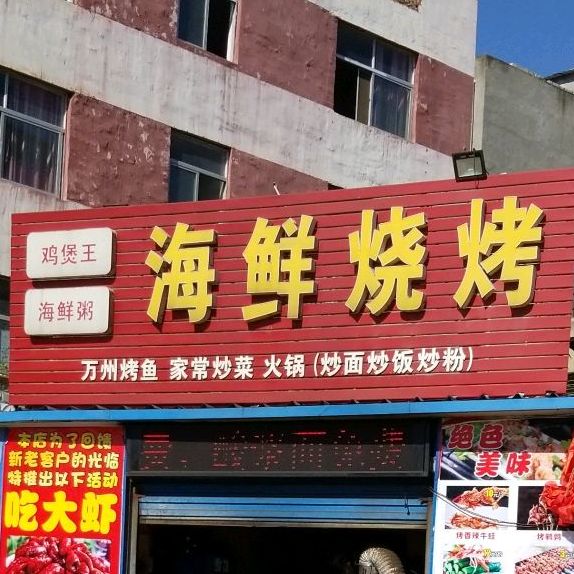 鸡煲王
海鲜粥
海鲜烧烤
万州烤鱼 家常炒菜 火锅(炒面炒饭炒粉)
本店为了回馈
新老客户的光临
特推出以下活动
吃大虾
绝色
美味
烤香辣牛蛙
烤鹌鹑